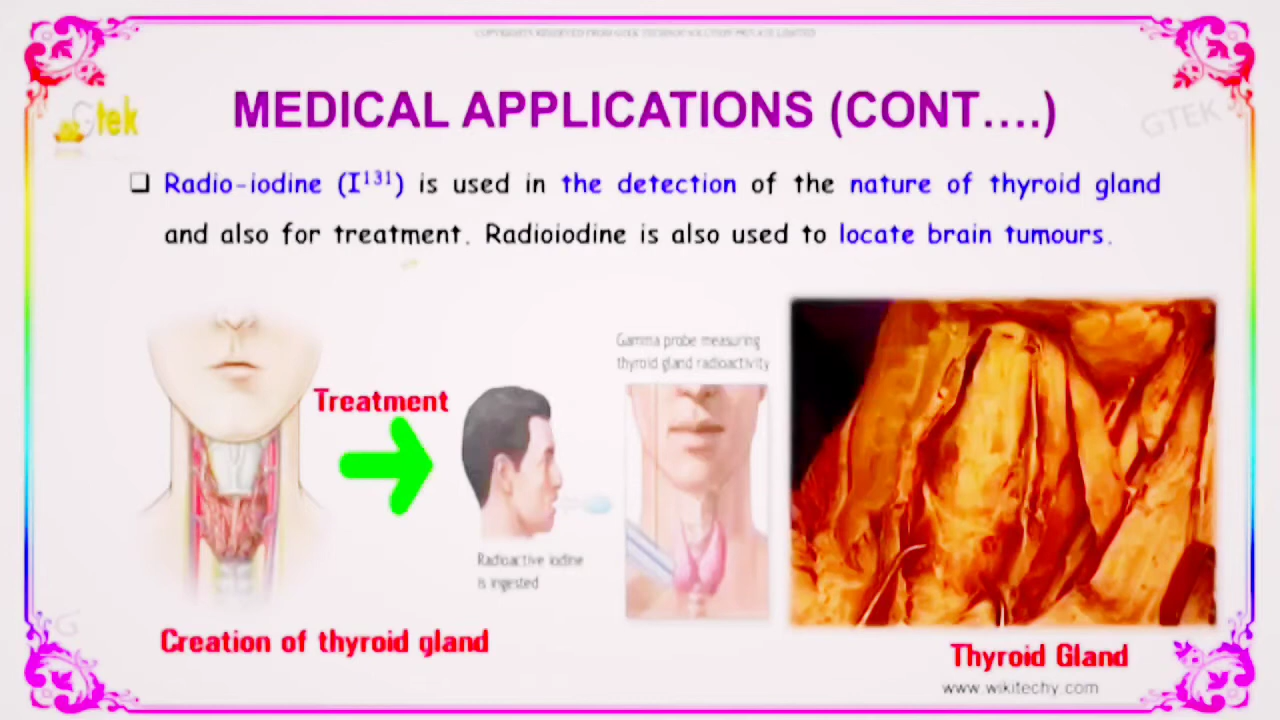 Gtek
MEDICAL APPLICATIONS (CONT....)
GTEK
❑ Radio-iodine (I¹³¹) is used in the detection of the nature of thyroid gland
and also for treatment. Radioiodine is also used to locate brain tumours.
Gamma probe measuring
thyroid gland radioactivity
Treatment
Radioactive iodine
is ingested
Creation of thyroid gland
Thyroid Gland
www.wikitechy.com